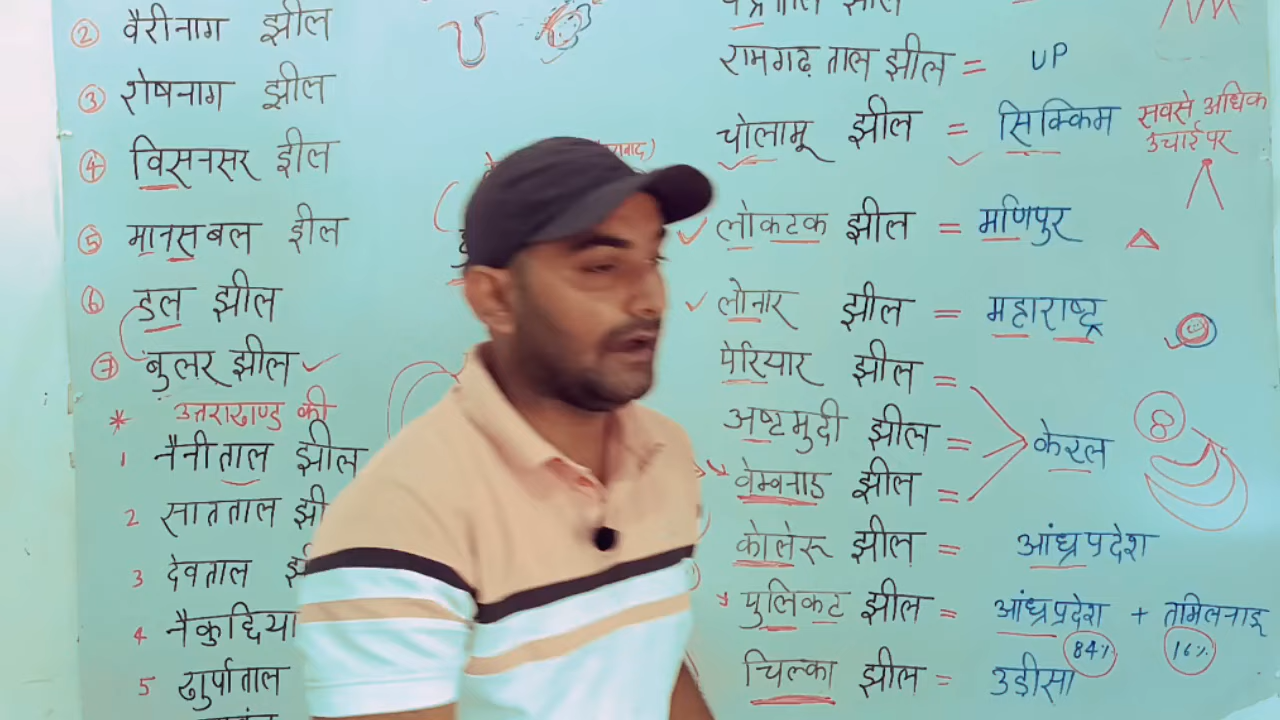 ② वैरीनाग झील
③ शेषनाग झील
④ विसनसर झील
⑤ मानसबल झील
⑥ डल झील
⑦ बुलर झील
* उत्तराखण्ड की
1 नैनीताल झील
2 सातताल
3 देवताल
4 नैकुछिया
5 खुर्पाताल
झील
रामगढ़ ताल झील = UP
चोलामू झील = सिक्किम सबसे अधिक
उचाई पर
लोकटक झील = मणिपुर
लोनार झील = महाराष्ट्र
पेरियार झील =
अष्टमुदी झील = केरल 8
वेम्बनाड झील =
कोलेरू झील = आंध्रप्रदेश
पुलिकट झील = आंध्रप्रदेश + तमिलनाडू
84% 16%
चिल्का झील = उड़ीसा